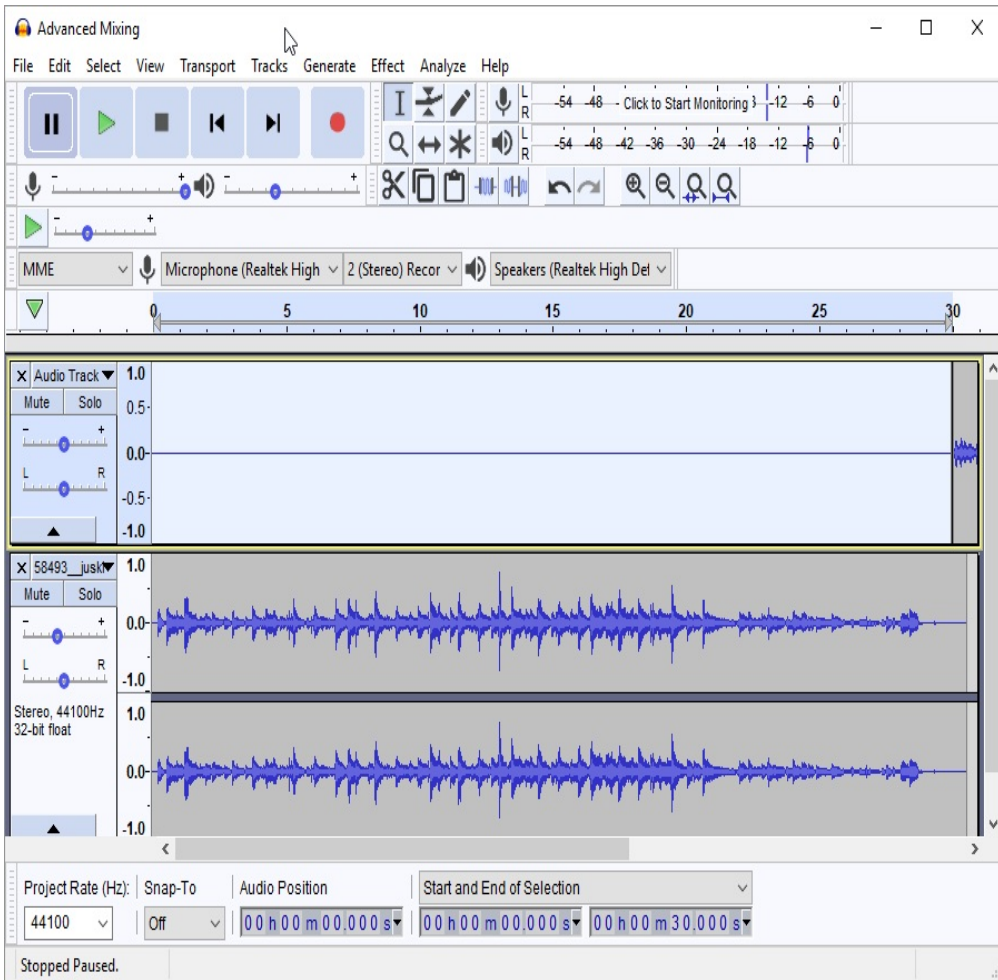 Advanced Mixing
File Edit Select View Transport Tracks Generate Effect Analyze Help
L
R
-54 -48 - Click to Start Monitoring -12 -6 0
L
R
-54 -48 -42 -36 -30 -24 -18 -12 -6 0
- +
- +
- +
MME
Microphone (Realtek High
2 (Stereo) Recor
Speakers (Realtek High Def
0 5 10 15 20 25 30
X Audio Track 1.0
Mute Solo 0.5
- +
0.0
L R
-0.5
-1.0
X 58493__juskf 1.0
Mute Solo
- + 0.0
L R
-1.0
Stereo, 44100Hz 1.0
32-bit float
0.0
-1.0
Project Rate (Hz): Snap-To Audio Position Start and End of Selection
44100 Off 00 h 00 m 00.000 s 00 h 00 m 00.000 s 00 h 00 m 30.000 s
Stopped Paused.